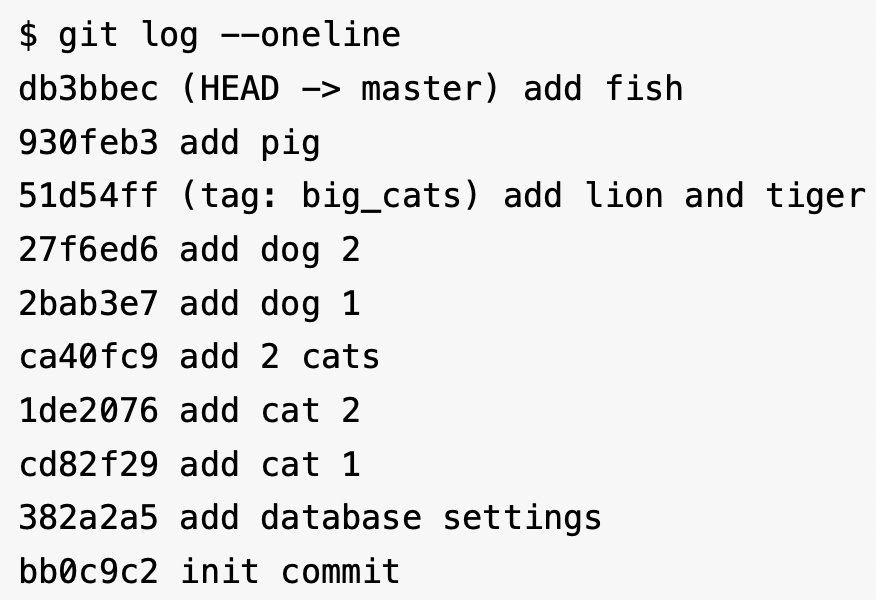 $ git log --oneline
db3bbec (HEAD -> master) add fish
930feb3 add pig
51d54ff (tag: big_cats) add lion and tiger
27f6ed6 add dog 2
2bab3e7 add dog 1
ca40fc9 add 2 cats
1de2076 add cat 2
cd82f29 add cat 1
382a2a5 add database settings
bb0c9c2 init commit